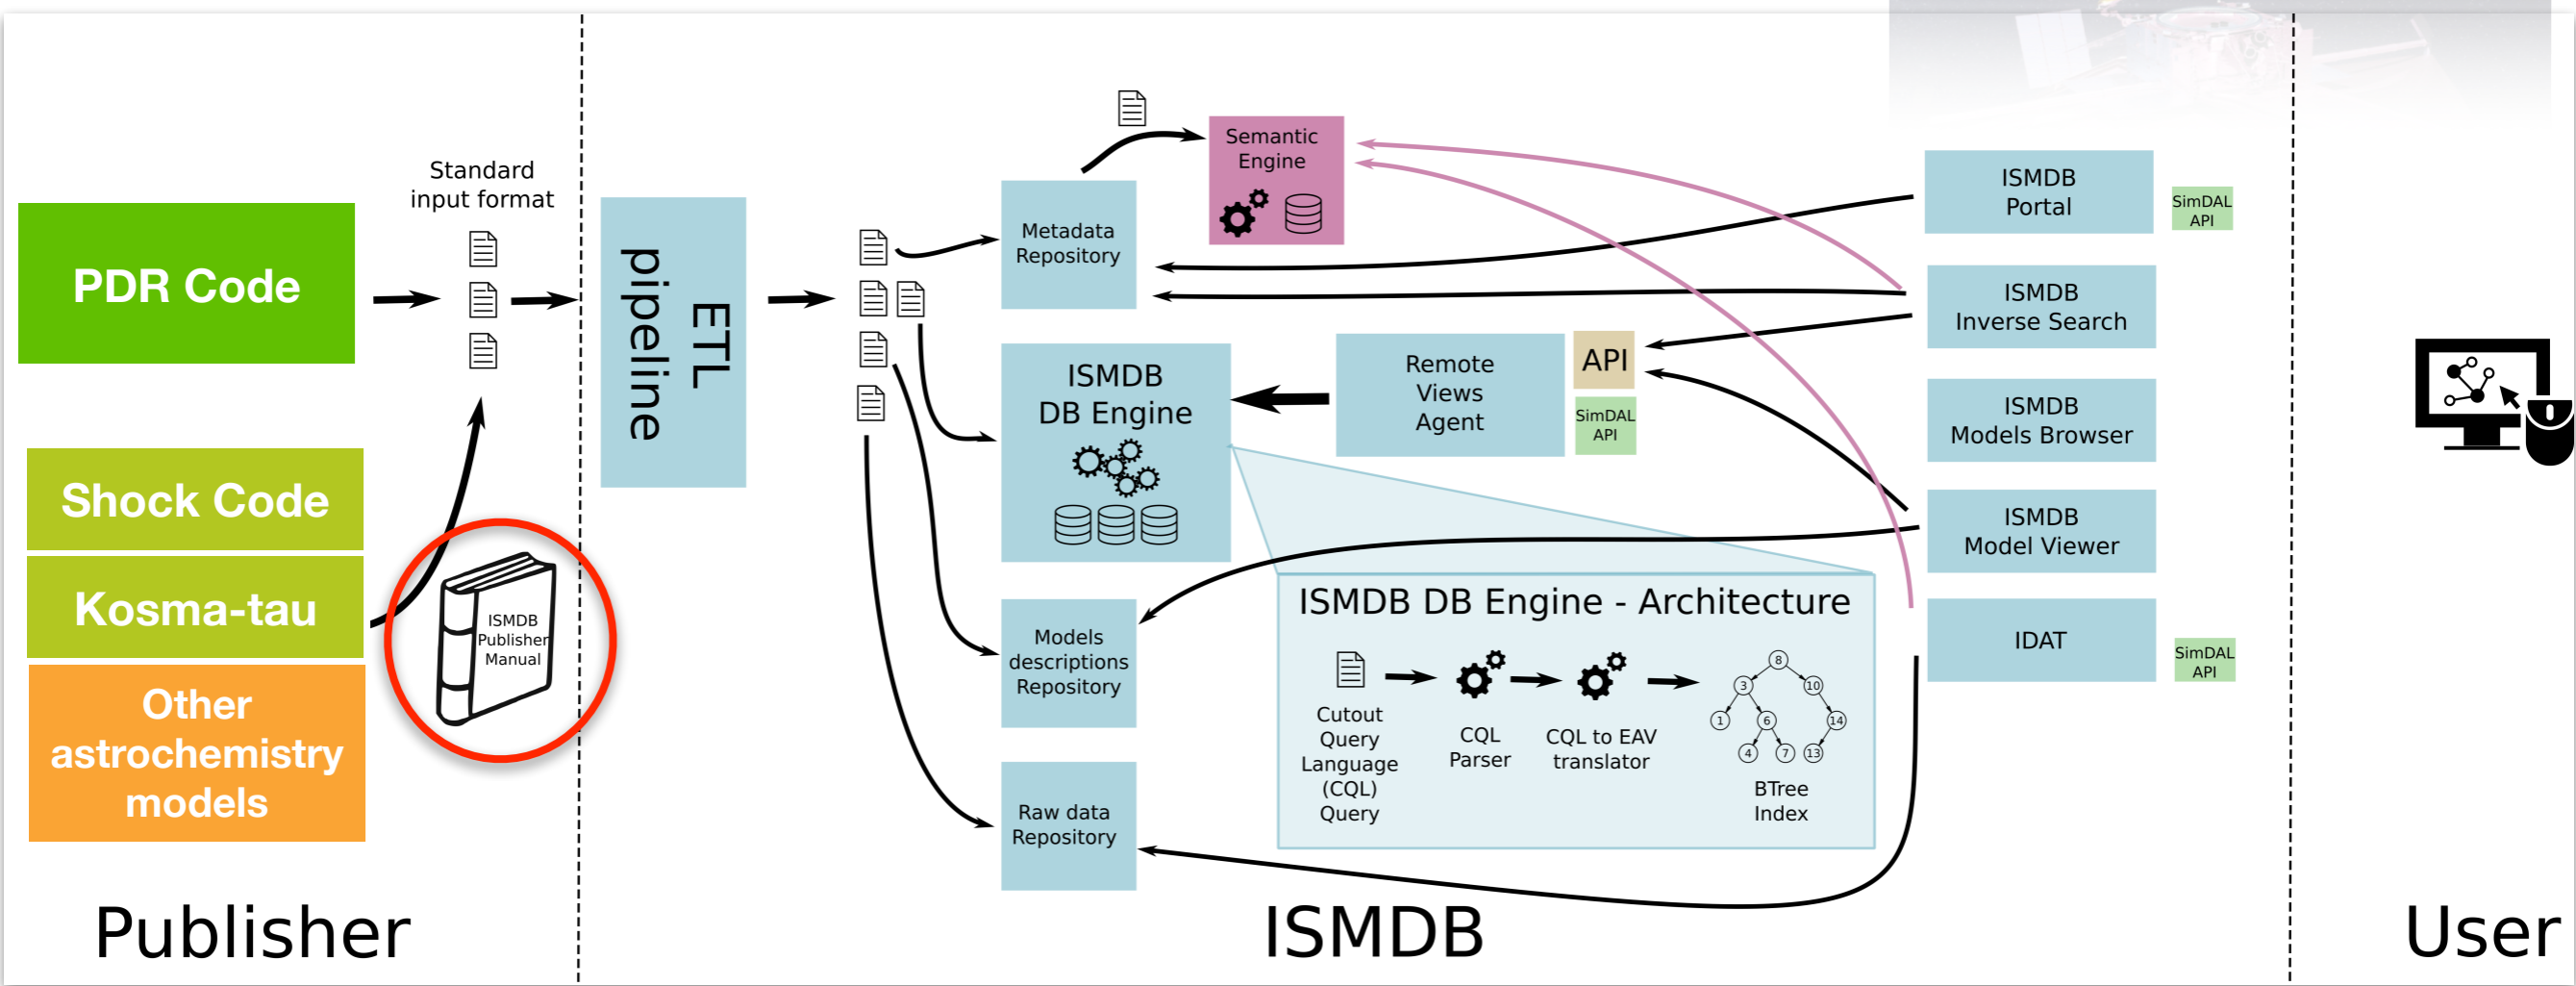 Standard
input format
PDR Code
Shock Code
Kosma-tau
Other
astrochemistry
models
ISMDB
Publisher
Manual
Publisher
ETL
pipeline
Metadata
Repository
Semantic
Engine
ISMDB
DB Engine
Remote
Views
Agent
API
SimDAL
API
Models
descriptions
Repository
Raw data
Repository
ISMDB DB Engine - Architecture
Cutout
Query
Language
(CQL)
Query
CQL
Parser
CQL to EAV
translator
8
3
10
1
6
14
4
7
13
BTree
Index
ISMDB
Portal
SimDAL
API
ISMDB
Inverse Search
ISMDB
Models Browser
ISMDB
Model Viewer
IDAT
SimDAL
API
ISMDB
User